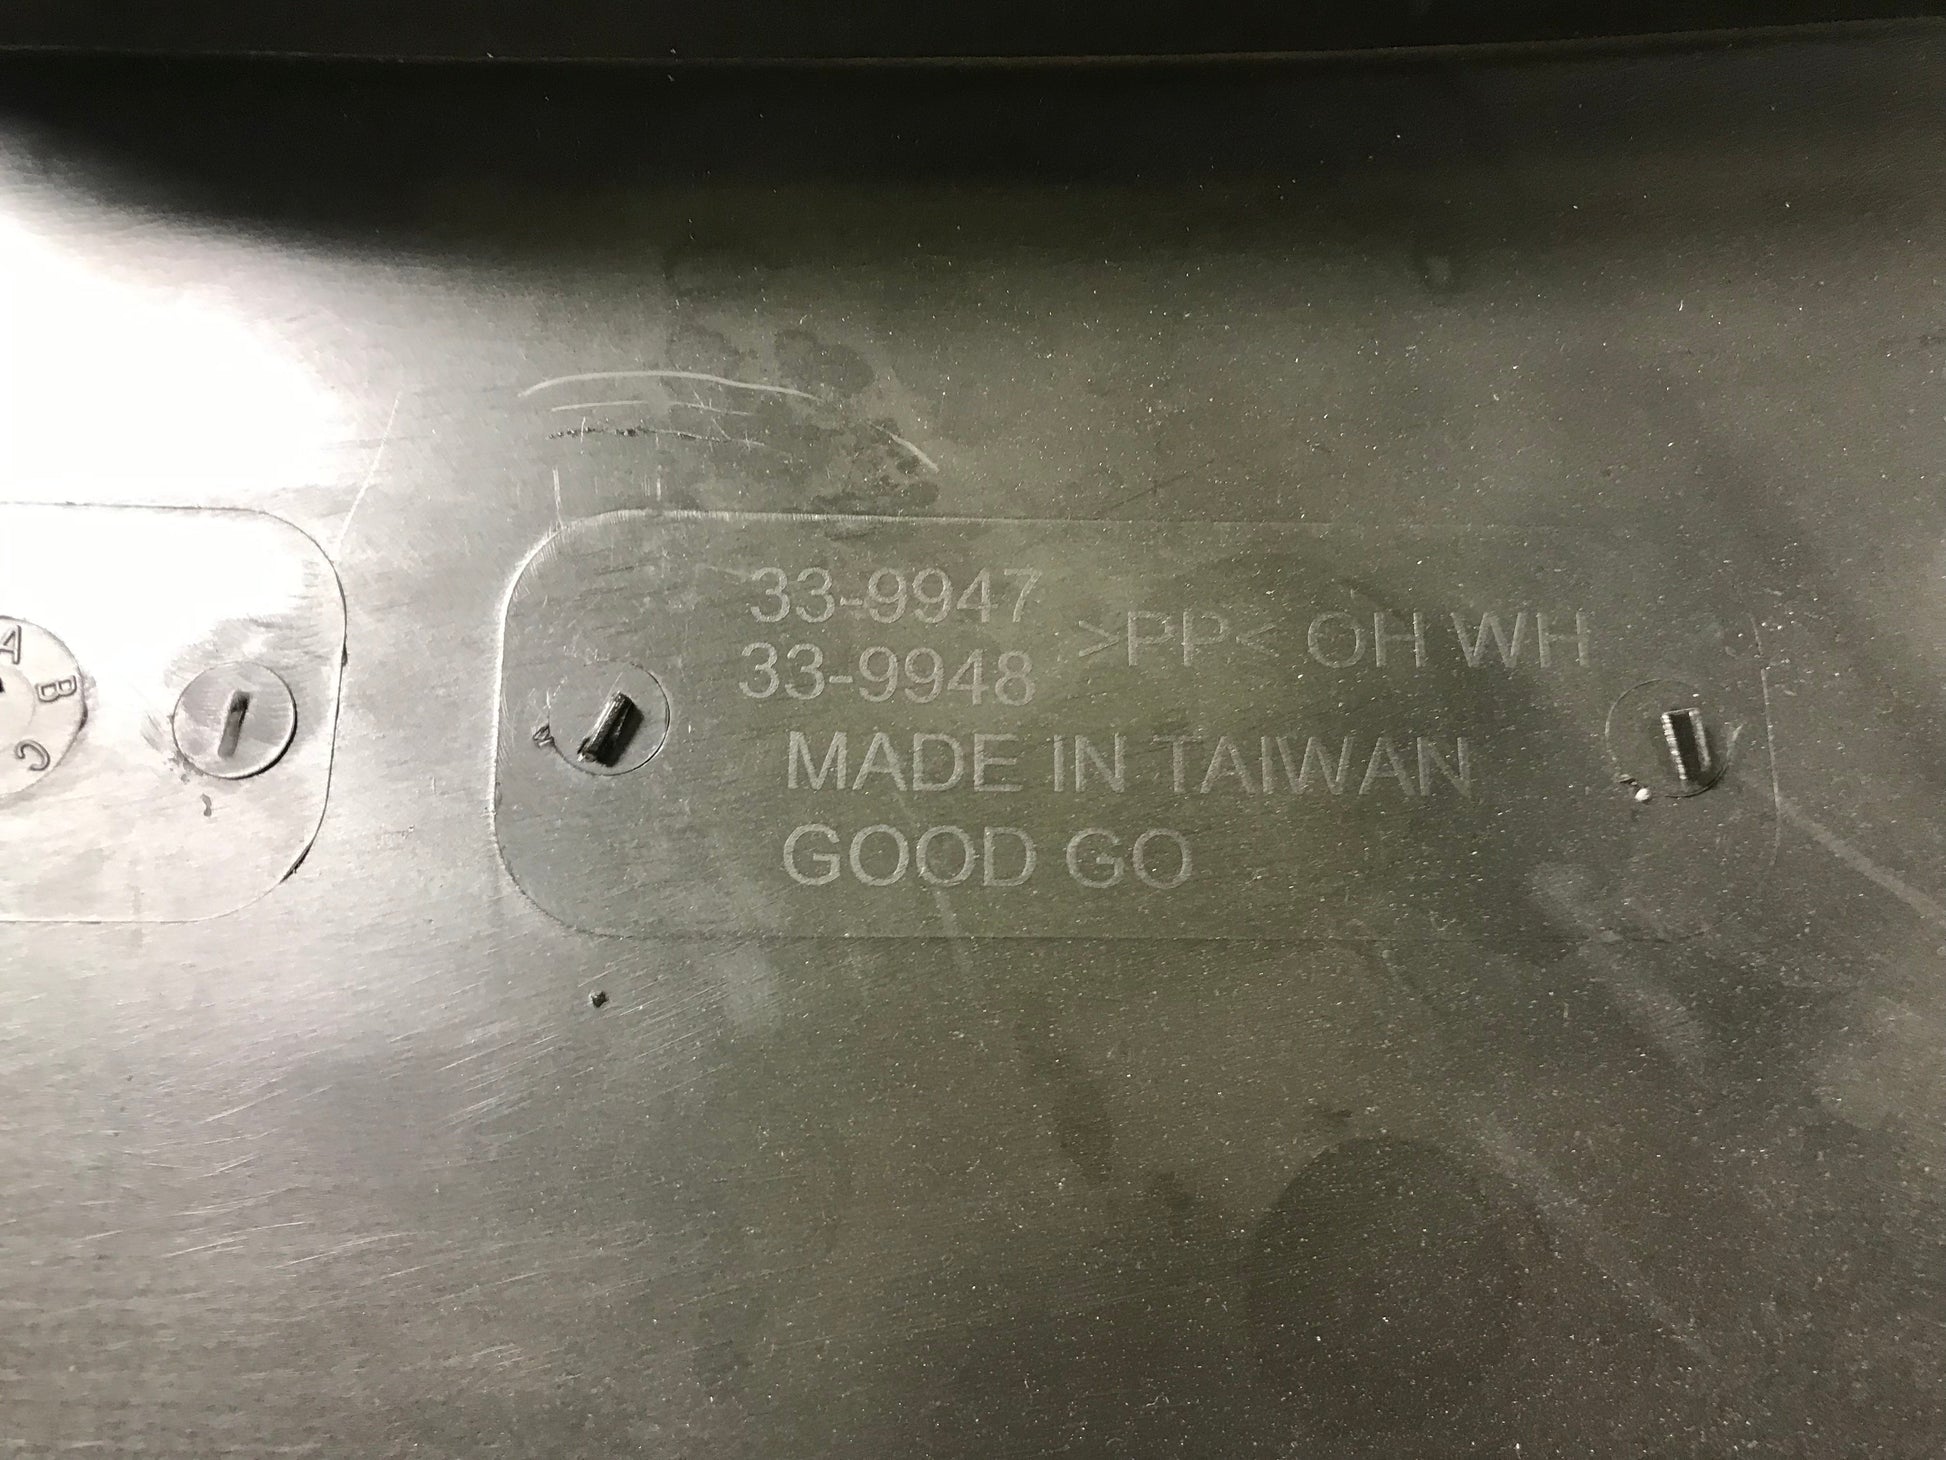 A
B
C
33-9947
33-9948
>PP< OH WH
MADE IN TAIWAN
GOOD GO